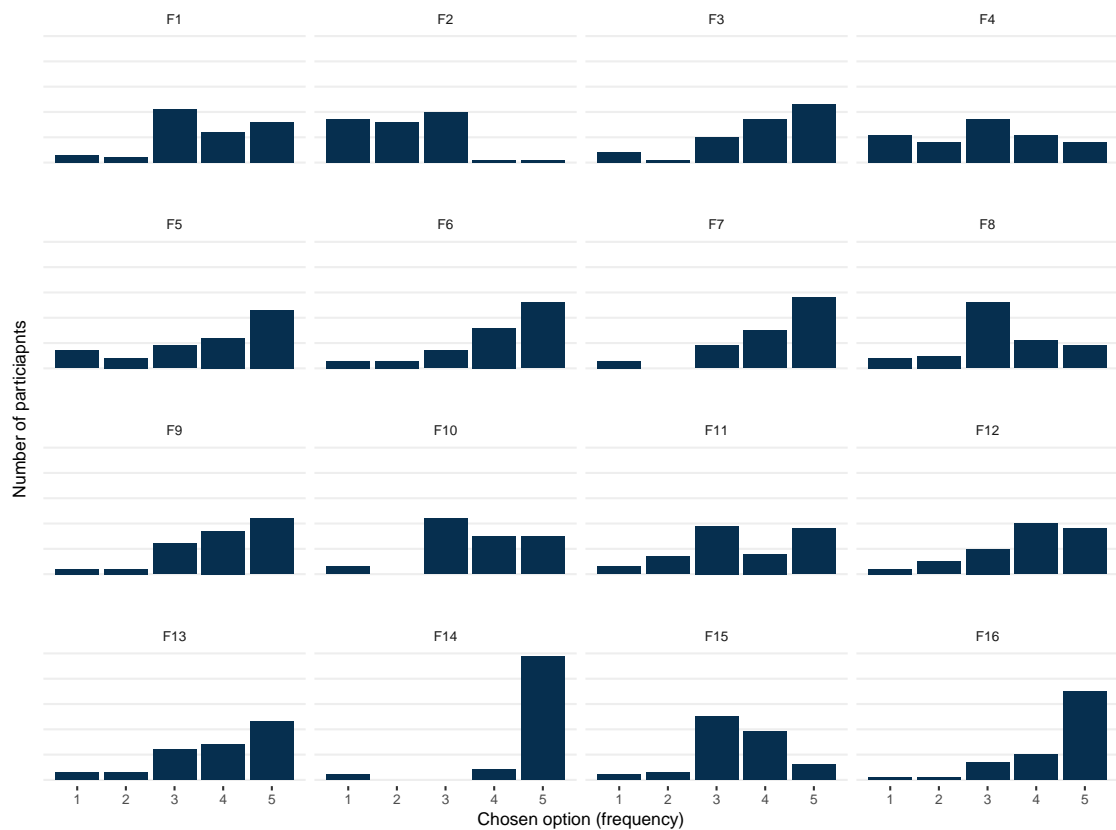 F1 F2 F3 F4
F5 F6 F7 F8
F9 F10 F11 F12
F13 F14 F15 F16
1 2 3 4 5 1 2 3 4 5 1 2 3 4 5 1 2 3 4 5
Chosen option (frequency)
Number of particiapnts